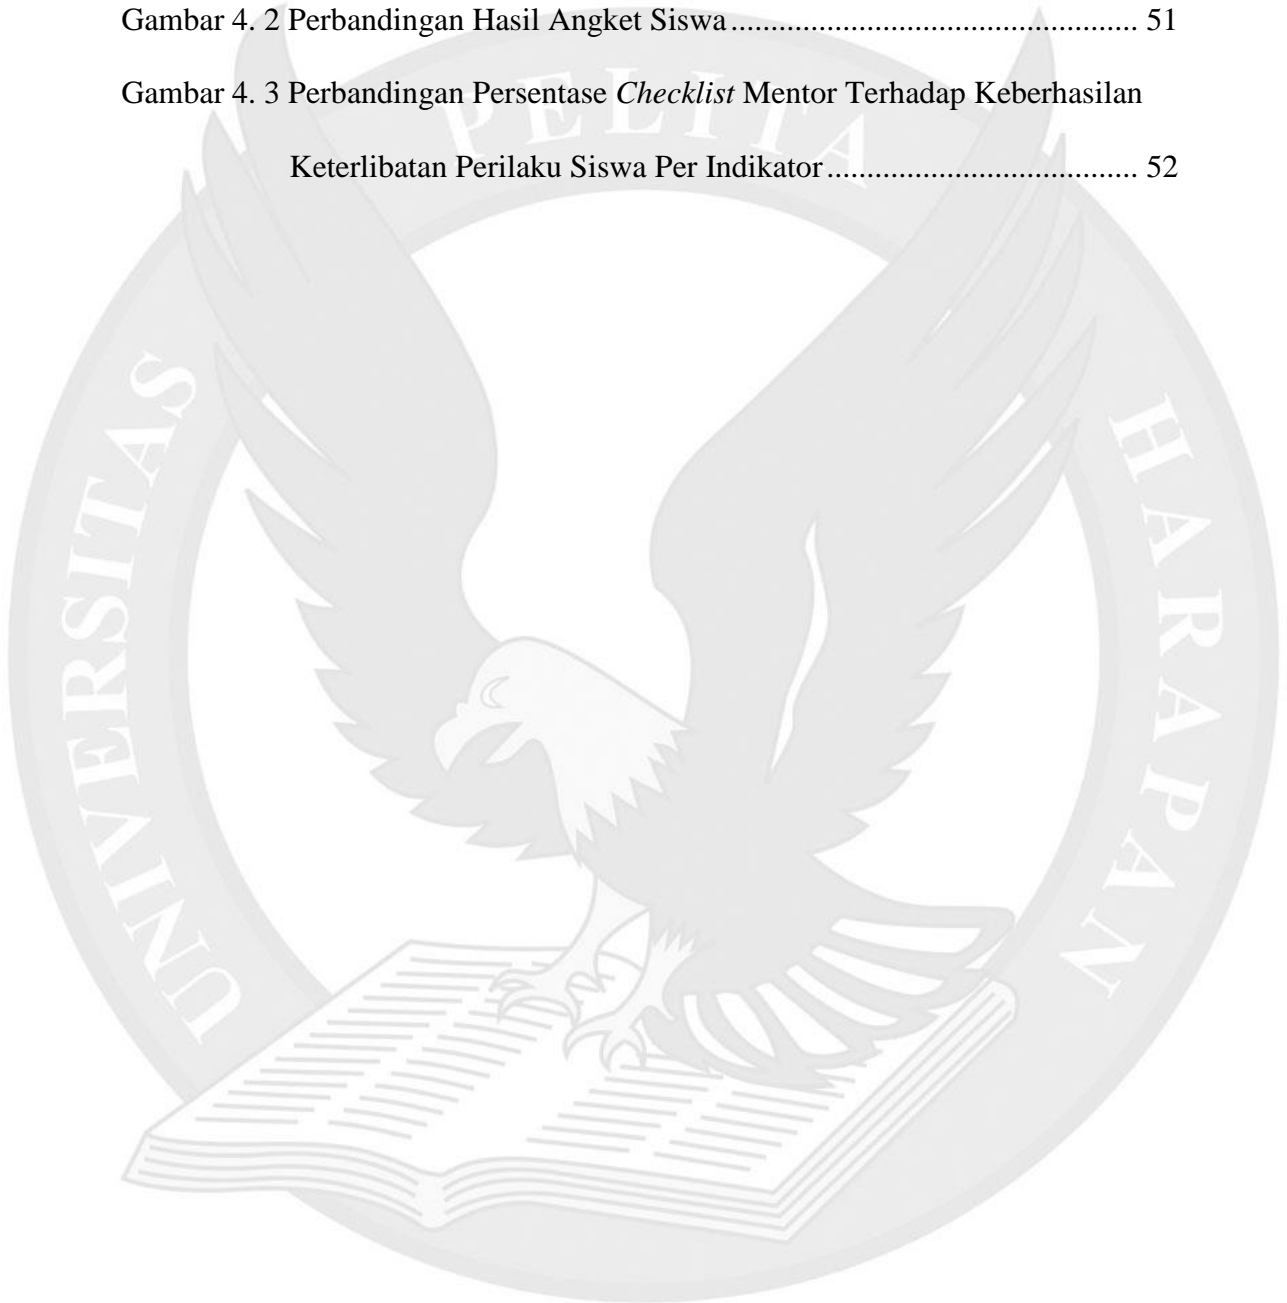 Gambar 4. 2 Perbandingan Hasil Angket Siswa .................................................... 51
Gambar 4. 3 Perbandingan Persentase Checklist Mentor Terhadap Keberhasilan
Keterlibatan Perilaku Siswa Per Indikator ....................................... 52
UNIVERSITAS PELITA HARAPAN